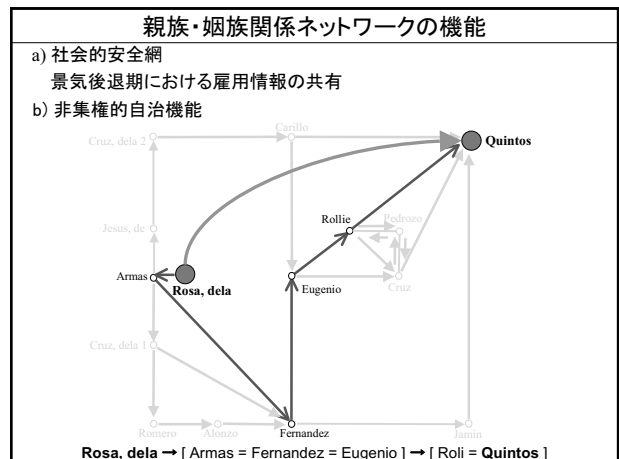 親族・姻族関係ネットワークの機能
a) 社会的安全網
景気後退期における雇用情報の共有
b) 非集権的自治機能
Carillo
Cruz, dela 2
Quintos
Rollie
Pedrozo
Jesus, de
Armas
Rosa, dela
Eugenio
Cruz
Cruz, dela 1
Romero
Alonzo
Fernandez
Jamin
Rosa, dela → [ Armas = Fernandez = Eugenio ] → [ Roli = Quintos ]